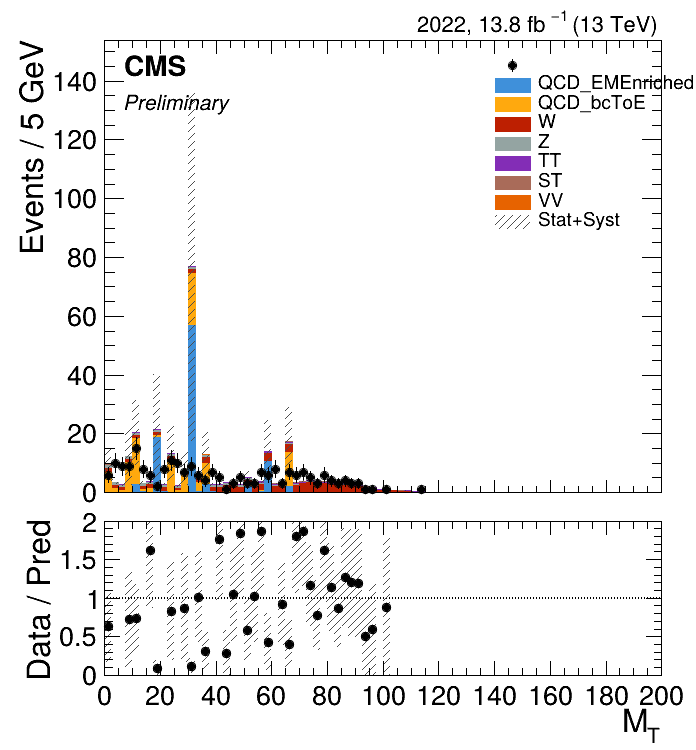 2022, 13.8 fb⁻¹ (13 TeV)
Events / 5 GeV
CMS
Preliminary
QCD_EMEnriched
QCD_bcToE
W
Z
TT
ST
VV
Stat+Syst
140
120
100
80
60
40
20
0
Data / Pred
2
1.5
1
0.5
0
0 20 40 60 80 100 120 140 160 180 200
M_T